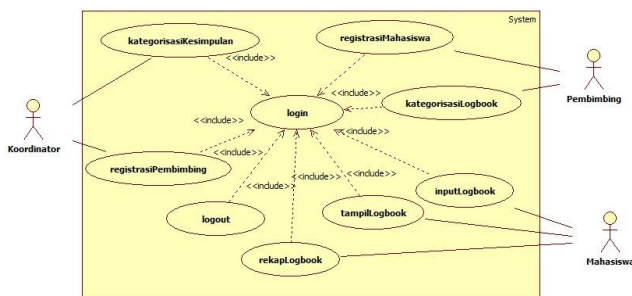 System
kategorisasiKesimpulan
registrasiMahasiswa
<<include>>
<<include>>
Koordinator
login
<<include>>
kategorisasiLogbook
Pembimbing
<<include>>
registrasiPembimbing
<<include>>
<<include>>
<<include>>
inputLogbook
<<include>>
<<include>>
logout
tampilLogbook
rekapLogbook
Mahasiswa